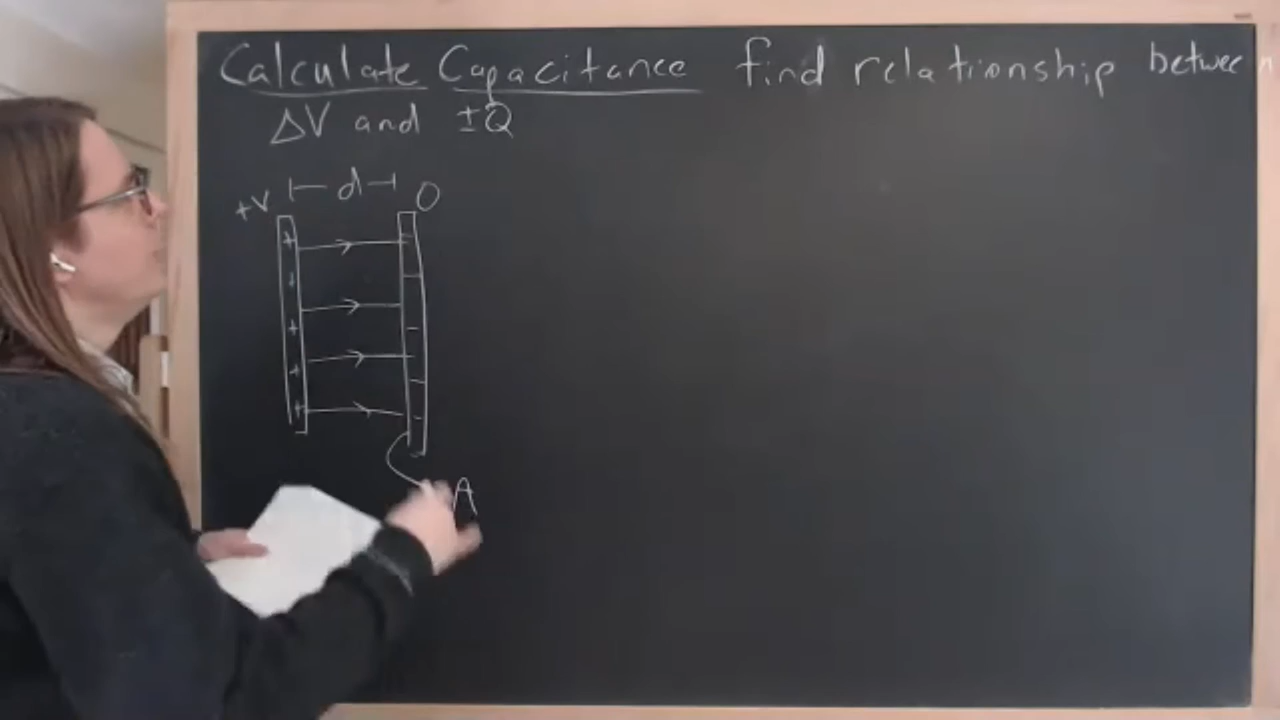 Calculate Capacitance find relationship between
ΔV and ±Q
+V |— d —| 0
+ -
+ -
+ -
+ -
+ -
A